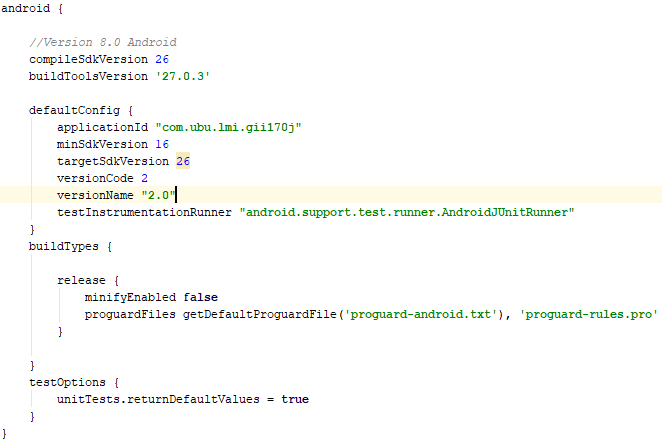 android {
//Version 8.0 Android
compileSdkVersion 26
buildToolsVersion '27.0.3'
defaultConfig {
applicationId "com.ubu.lmi.gii170j"
minSdkVersion 16
targetSdkVersion 26
versionCode 2
versionName "2.0"
testInstrumentationRunner "android.support.test.runner.AndroidJUnitRunner"
}
buildTypes {
release {
minifyEnabled false
proguardFiles getDefaultProguardFile('proguard-android.txt'), 'proguard-rules.pro'
}
}
testOptions {
unitTests.returnDefaultValues = true
}
}